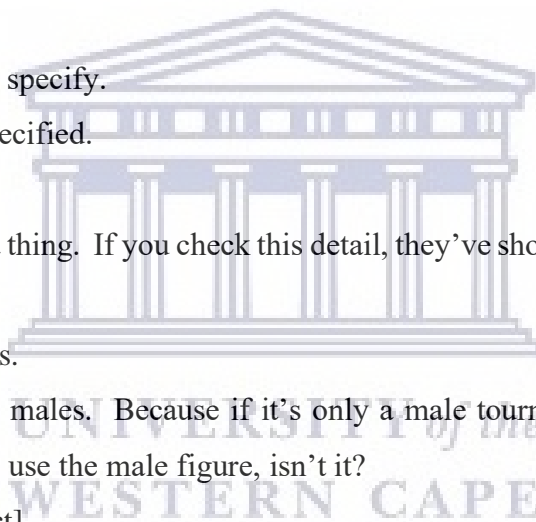 specify.
ecified.
thing. If you check this detail, they’ve sho
s.
males. Because if it’s only a male tourn
UNIVERSITY of the
use the male figure, isn’t it?
WESTERN CAPE
et]